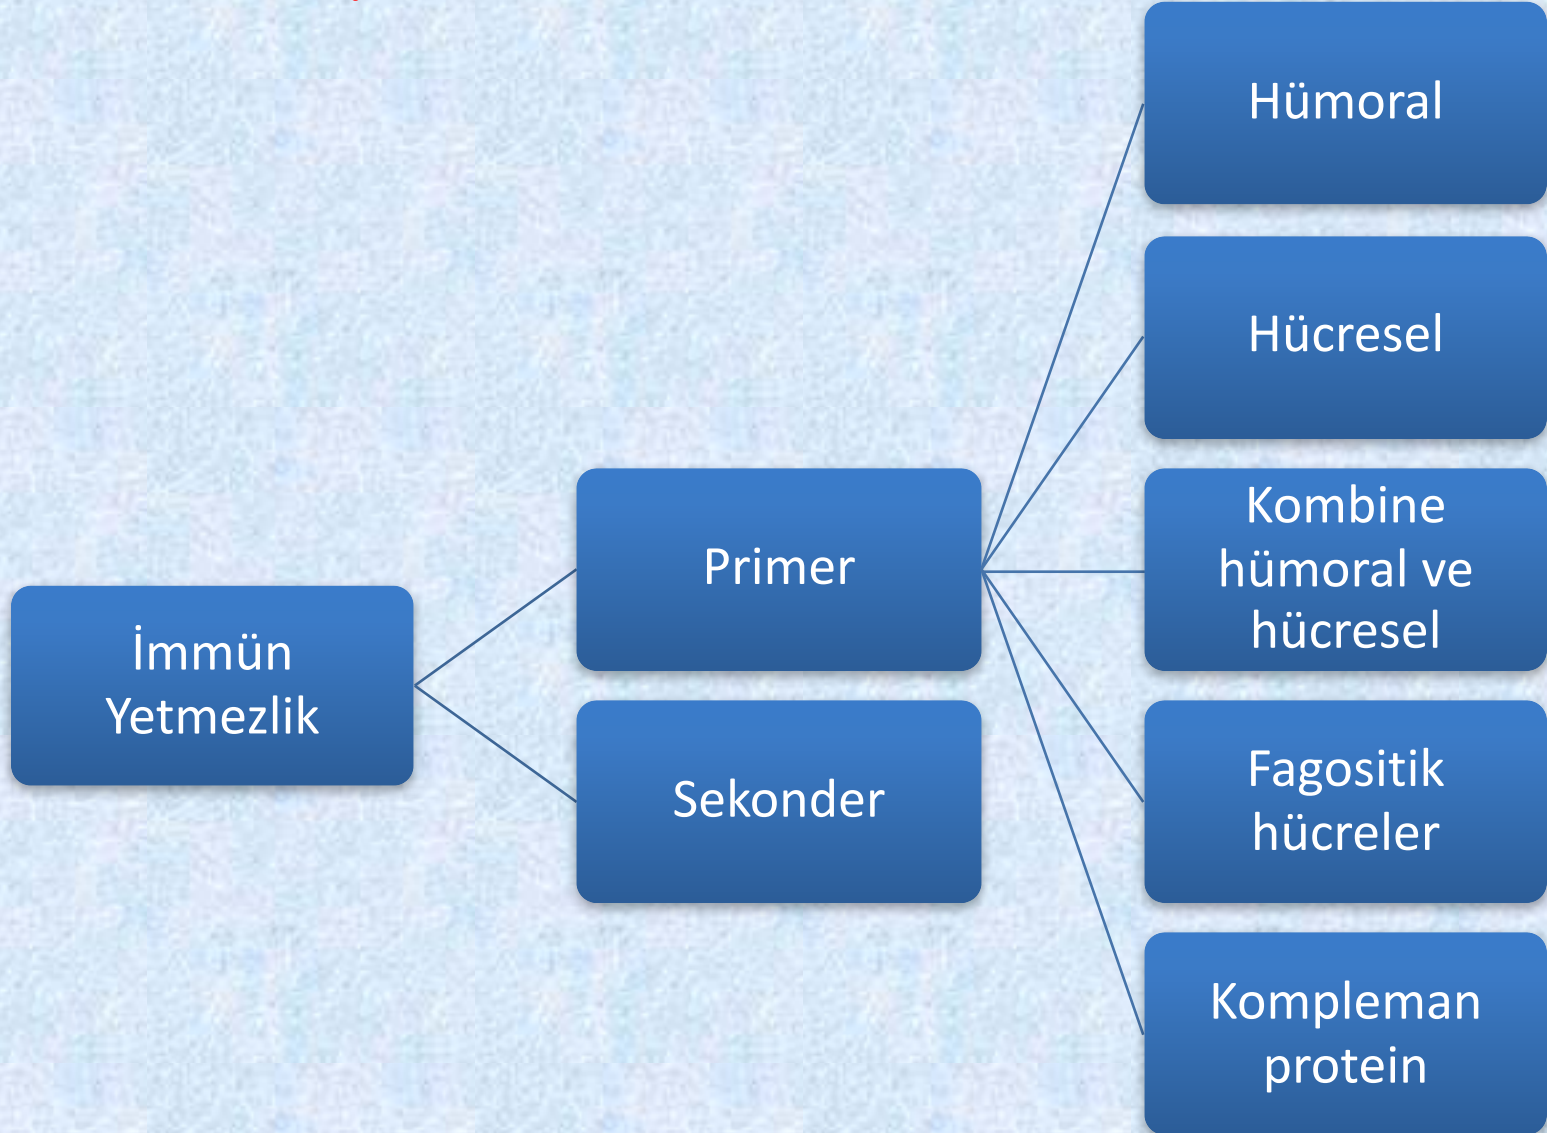 İmmün
Yetmezlik
Primer
Sekonder
Hümoral
Hücresel
Kombine
hümoral ve
hücresel
Fagositik
hücreler
Kompleman
protein